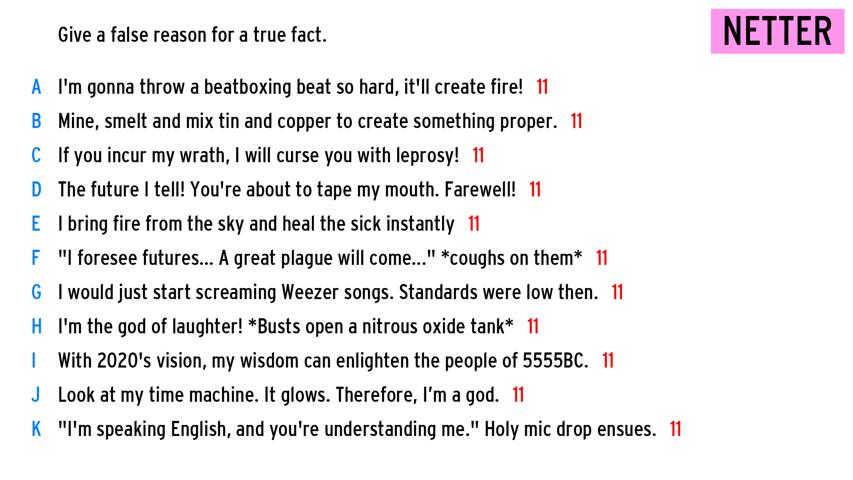 Give a false reason for a true fact.
NETTER
A I'm gonna throw a beatboxing beat so hard, it'll create fire! 11
B Mine, smelt and mix tin and copper to create something proper. 11
C If you incur my wrath, I will curse you with leprosy! 11
D The future I tell! You're about to tape my mouth. Farewell! 11
E I bring fire from the sky and heal the sick instantly 11
F "I foresee futures... A great plague will come..." *coughs on them* 11
G I would just start screaming Weezer songs. Standards were low then. 11
H I'm the god of laughter! *Busts open a nitrous oxide tank* 11
I With 2020's vision, my wisdom can enlighten the people of 5555BC. 11
J Look at my time machine. It glows. Therefore, I’m a god. 11
K "I'm speaking English, and you're understanding me." Holy mic drop ensues. 11